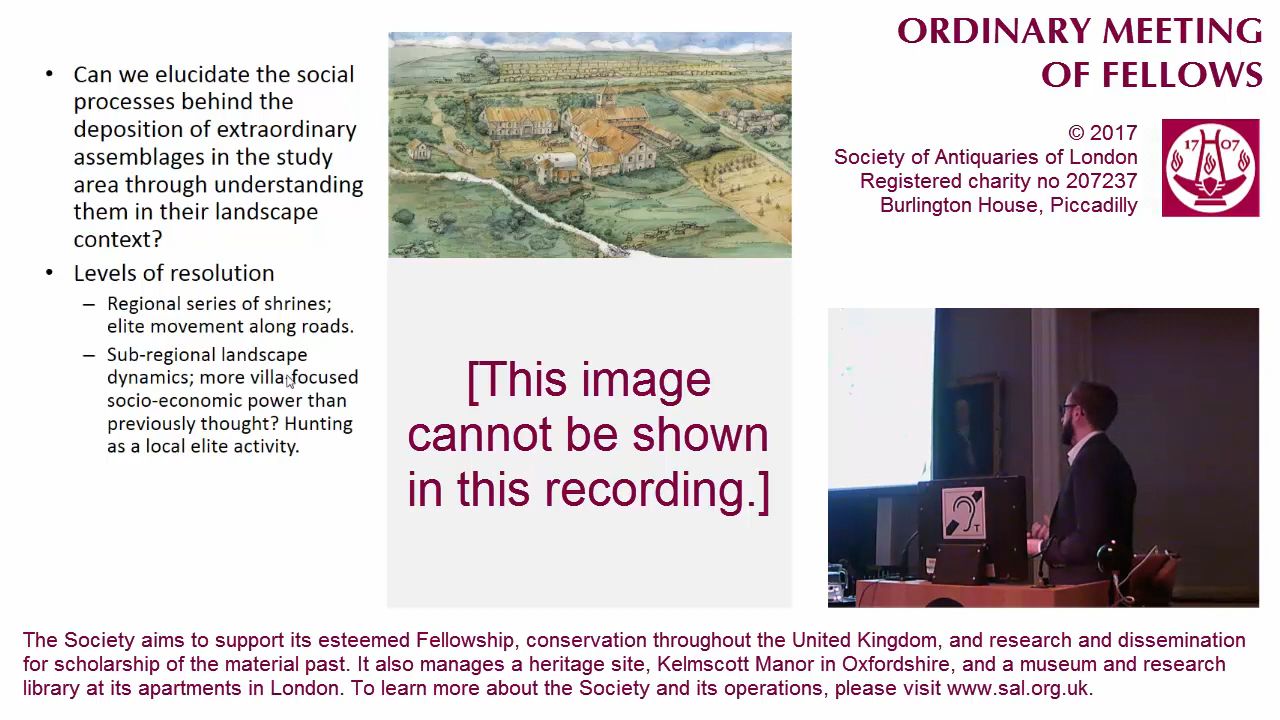 • Can we elucidate the social
processes behind the
deposition of extraordinary
assemblages in the study
area through understanding
them in their landscape
context?
• Levels of resolution
– Regional series of shrines;
elite movement along roads.
– Sub-regional landscape
dynamics; more villa focused
socio-economic power than
previously thought? Hunting
as a local elite activity.
[This image
cannot be shown
in this recording.]
ORDINARY MEETING
OF FELLOWS
© 2017
Society of Antiquaries of London
Registered charity no 207237
Burlington House, Piccadilly
17 07
T
The Society aims to support its esteemed Fellowship, conservation throughout the United Kingdom, and research and dissemination
for scholarship of the material past. It also manages a heritage site, Kelmscott Manor in Oxfordshire, and a museum and research
library at its apartments in London. To learn more about the Society and its operations, please visit www.sal.org.uk.